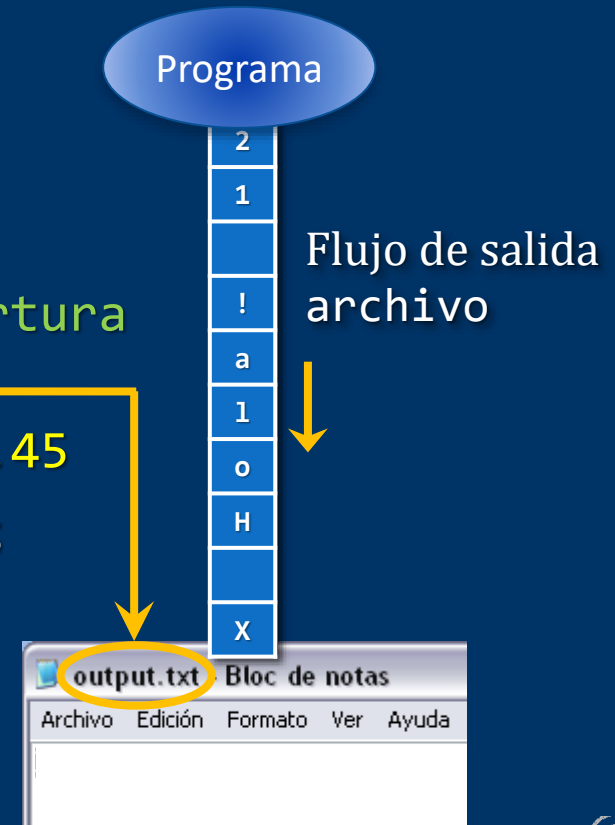 Programa
2
1
Flujo de salida
archivo
!
rtura
a
l
.45
o
;
H
X
output.txt - Bloc de notas
Archivo Edición Formato Ver Ayuda